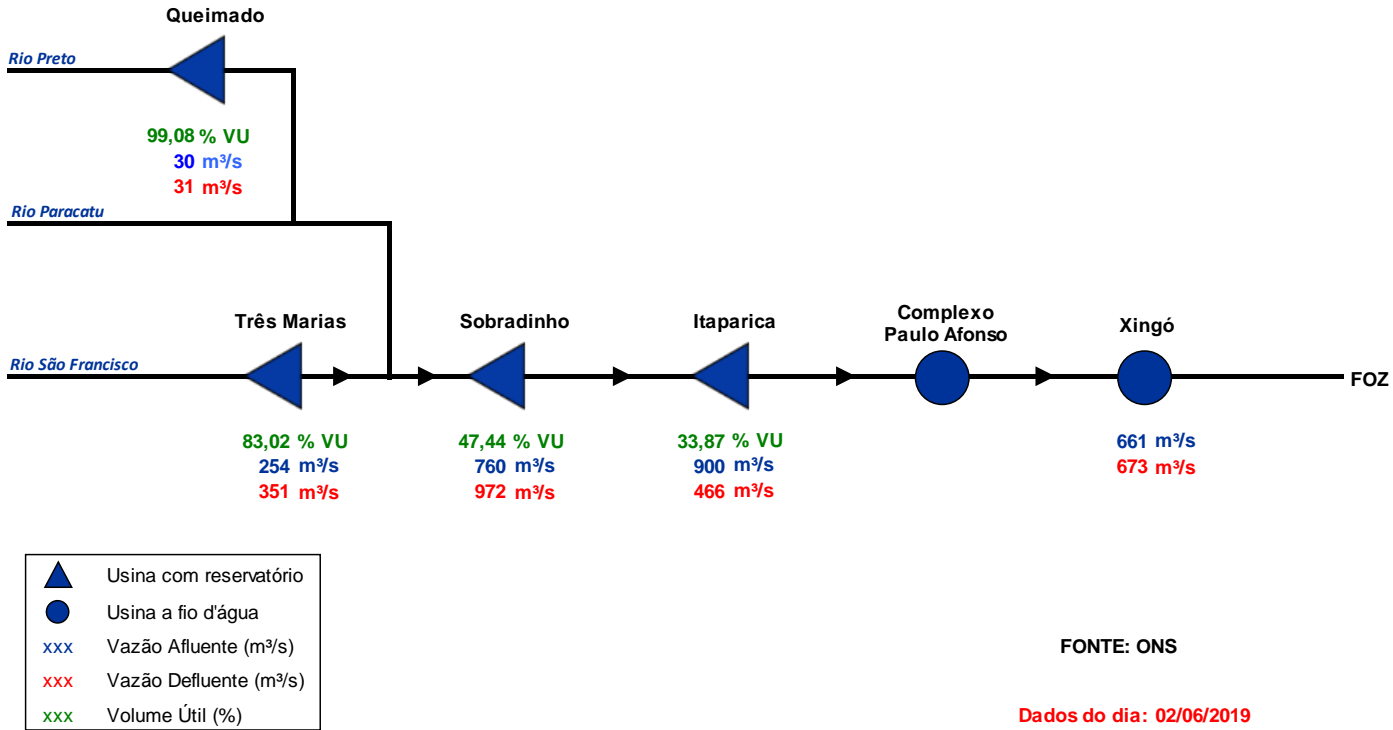 Queimado
Rio Preto
99,08 % VU
30 m³/s
31 m³/s
Rio Paracatu
Três Marias
Sobradinho
Itaparica
Complexo
Paulo Afonso
Xingó
Rio São Francisco
FOZ
83,02 % VU
254 m³/s
351 m³/s
47,44 % VU
760 m³/s
972 m³/s
33,87 % VU
900 m³/s
466 m³/s
661 m³/s
673 m³/s
Usina com reservatório
Usina a fio d'água
xxx Vazão Afluente (m³/s)
xxx Vazão Defluente (m³/s)
xxx Volume Útil (%)
FONTE: ONS
Dados do dia: 02/06/2019